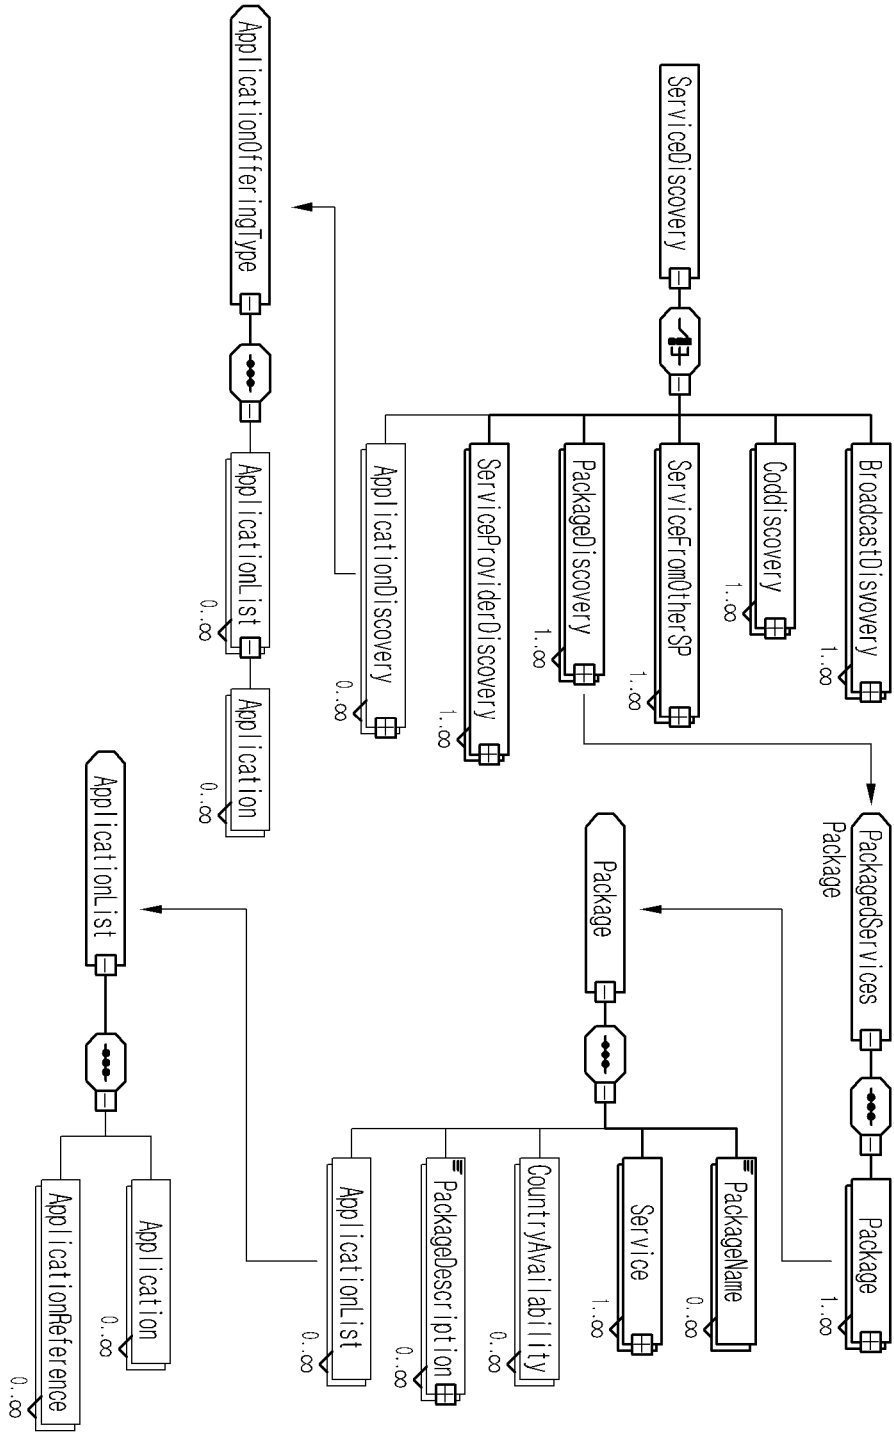 ServiceDiscovery
BroadcastDisvovery
1..∞
Coddiscovery
1..∞
ServiceFromOtherSP
1..∞
PackageDiscovery
1..∞
ServiceProviderDiscovery
1..∞
ApplicationDiscovery
0..∞
PackagedServices
Package
Package
1..∞
Package
PackageName
0..∞
Service
1..∞
CountryAvailability
0..∞
PackageDescription
0..∞
ApplicationList
0..∞
ApplicationOfferingType
ApplicationList
0..∞
Application
0..∞
ApplicationList
Application
0..∞
ApplicationReference
0..∞